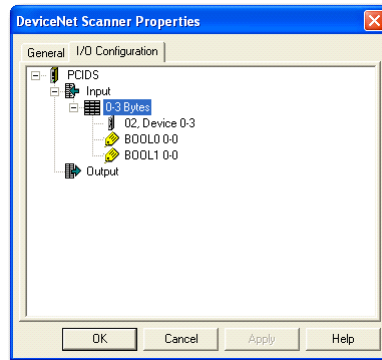 DeviceNet Scanner Properties
General I/O Configuration
PCIDS
Input
0-3 Bytes
02, Device 0-3
BOOL0 0-0
BOOL1 0-0
Output
OK Cancel Apply Help